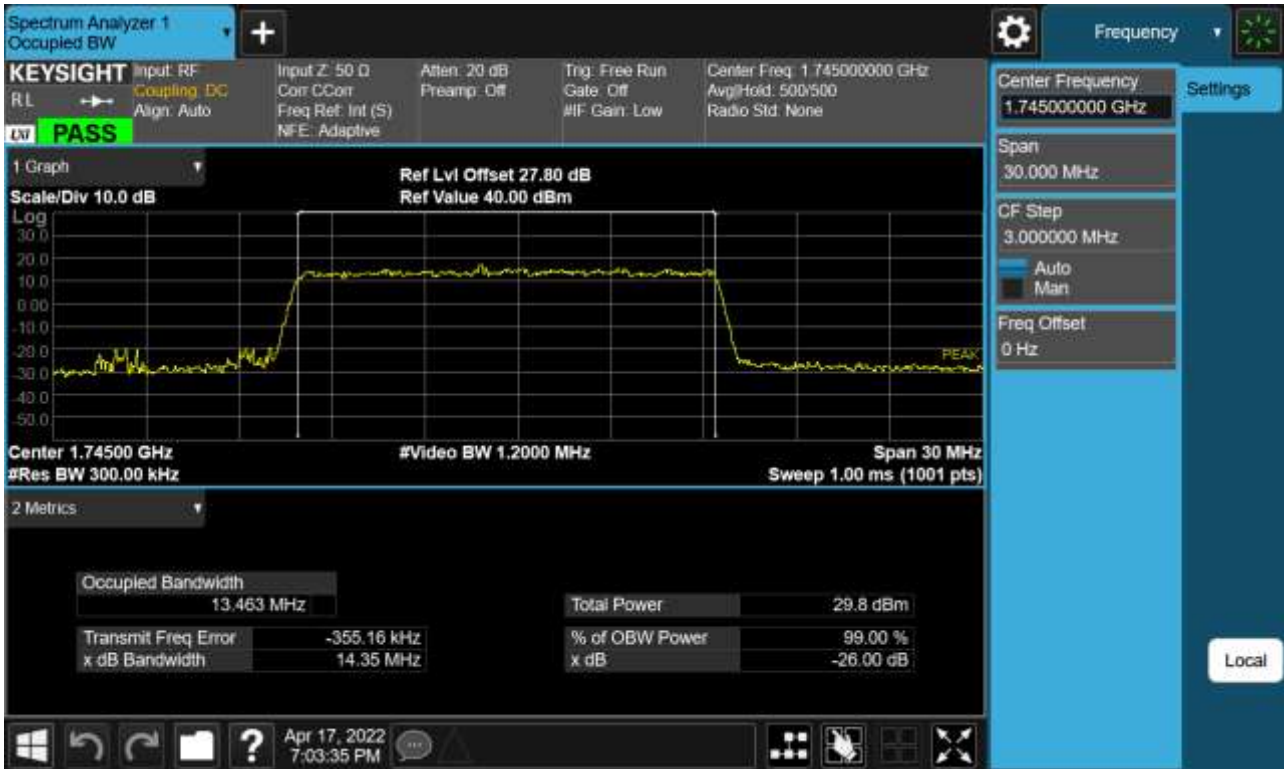 Spectrum Analyzer 1
Occupied BW
+
Frequency
KEYSIGHT
RL
LXI
PASS
Input: RF
Coupling: DC
Align: Auto
Input Z: 50 Ω
Corr CCorr
Freq Ref: Int (S)
NFE: Adaptive
Atten: 20 dB
Preamp: Off
Trig: Free Run
Gate: Off
#IF Gain: Low
Center Freq: 1.745000000 GHz
Avg|Hold: 500/500
Radio Std: None
Center Frequency
1.745000000 GHz
Settings
Span
30.000 MHz
CF Step
3.000000 MHz
Auto
Man
Freq Offset
0 Hz
Local
1 Graph
Scale/Div 10.0 dB
Ref Lvl Offset 27.80 dB
Ref Value 40.00 dBm
Log
30.0
20.0
10.0
0.00
-10.0
-20.0
-30.0
-40.0
-50.0
PEAK
Center 1.74500 GHz
#Video BW 1.2000 MHz
Span 30 MHz
#Res BW 300.00 kHz
Sweep 1.00 ms (1001 pts)
2 Metrics
Occupied Bandwidth
13.463 MHz
Total Power 29.8 dBm
Transmit Freq Error -355.16 kHz
% of OBW Power 99.00 %
x dB Bandwidth 14.35 MHz
x dB -26.00 dB
?
Apr 17, 2022
7:03:35 PM